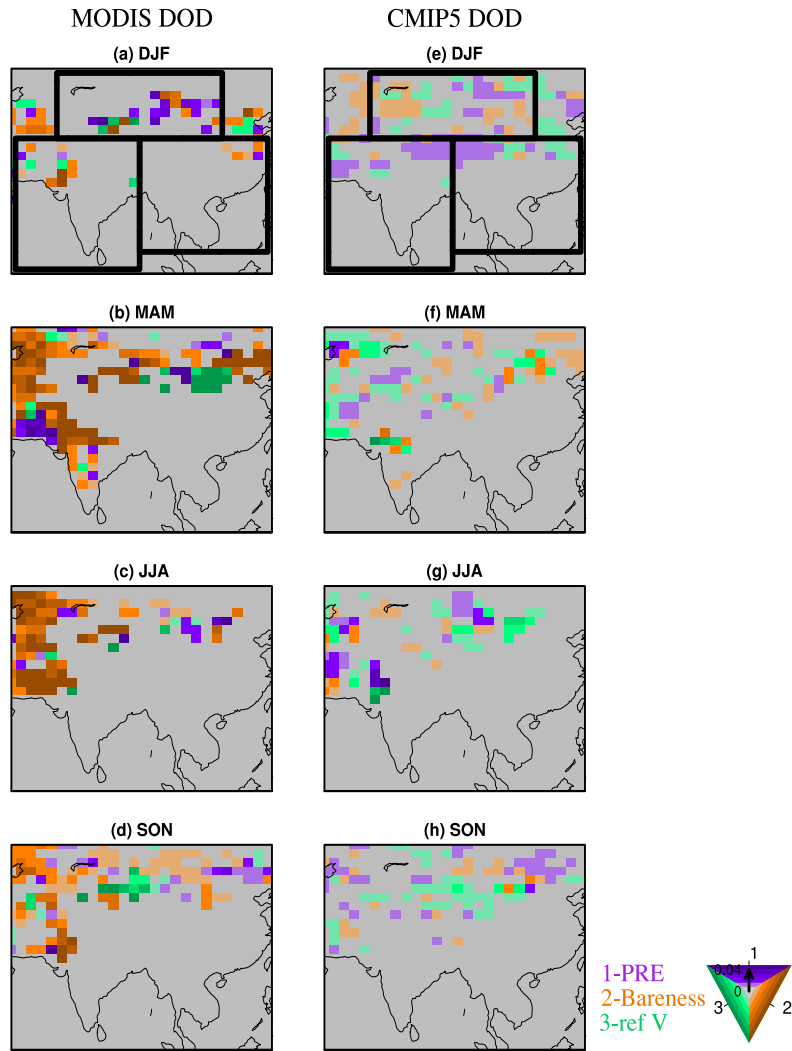 MODIS DOD CMIP5 DOD
(a) DJF (e) DJF
(b) MAM (f) MAM
(c) JJA (g) JJA
(d) SON (h) SON
1-PRE
2-Bareness
3-ref V
1
0.04
0
3 2